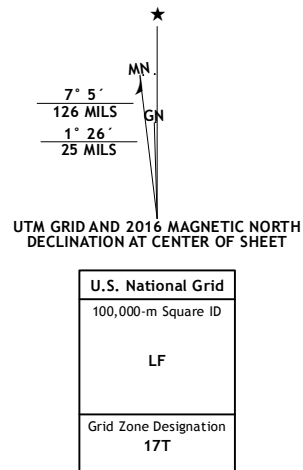 ★
MN
7° 5´
126 MILS
GN
1° 26´
25 MILS
UTM GRID AND 2016 MAGNETIC NORTH
DECLINATION AT CENTER OF SHEET
U.S. National Grid
100,000-m Square ID
LF
Grid Zone Designation
17T